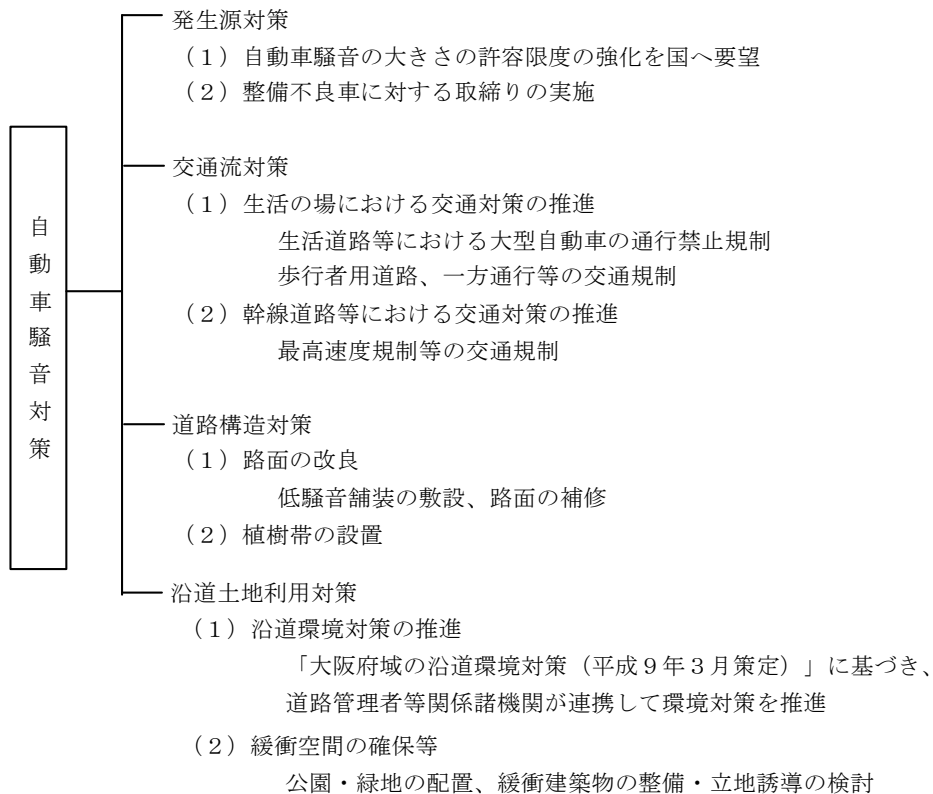 自動車騒音対策
発生源対策
(1)自動車騒音の大きさの許容限度の強化を国へ要望
(2)整備不良車に対する取締りの実施
交通流対策
(1)生活の場における交通対策の推進
生活道路等における大型自動車の通行禁止規制
歩行者用道路、一方通行等の交通規制
(2)幹線道路等における交通対策の推進
最高速度規制等の交通規制
道路構造対策
(1)路面の改良
低騒音舗装の敷設、路面の補修
(2)植樹帯の設置
沿道土地利用対策
(1)沿道環境対策の推進
「大阪府域の沿道環境対策(平成9年3月策定)」に基づき、
道路管理者等関係諸機関が連携して環境対策を推進
(2)緩衝空間の確保等
公園・緑地の配置、緩衝建築物の整備・立地誘導の検討